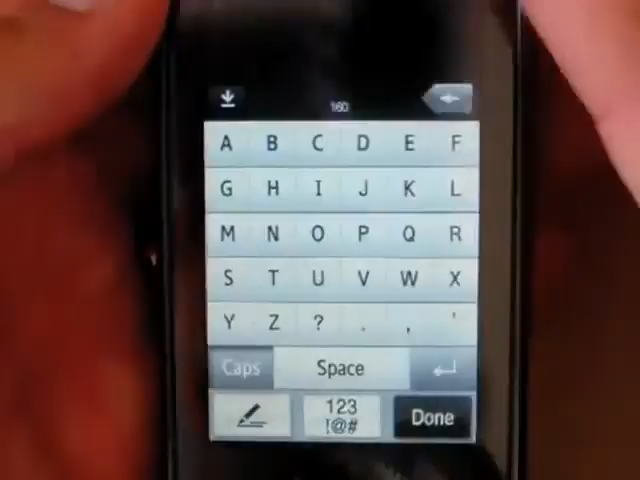 160
A B C D E F
G H I J K L
M N O P Q R
S T U V W X
Y Z ? . , '
Caps Space
123
!@# Done